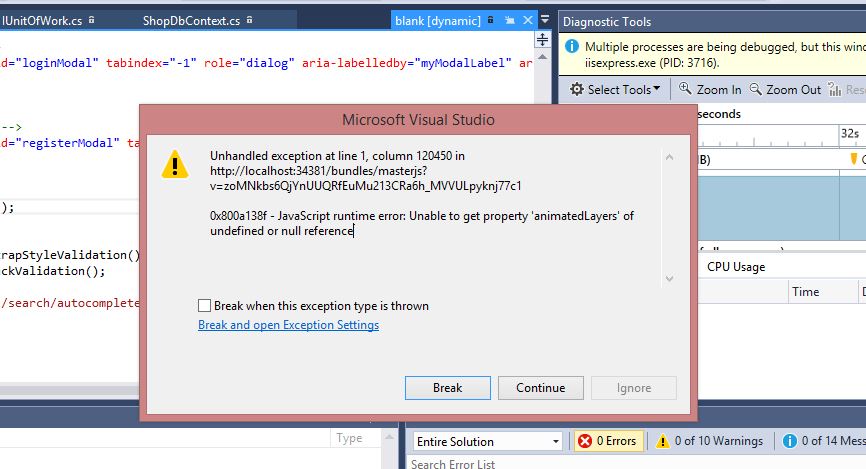 IUnitOfWork.cs
ShopDbContext.cs
blank [dynamic]
Diagnostic Tools
d="loginModal" tabindex="-1" role="dialog" aria-labelledby="myModalLabel" ar
Multiple processes are being debugged, but this wind
iisexpress.exe (PID: 3716).
Select Tools
Zoom In
Zoom Out
Res
seconds
-->
32s
d="registerModal" ta
Microsoft Visual Studio
Unhandled exception at line 1, column 120450 in
http://localhost:34381/bundles/masterjs?
v=zoMNkbs6QjYnUUQRfEuMu213CRa6h_MVVULpyknj77c1
0x800a138f - JavaScript runtime error: Unable to get property 'animatedLayers' of
undefined or null reference
);
trapStyleValidation()
ckValidation();
/search/autocomplete
CPU Usage
Time
Break when this exception type is thrown
Break and open Exception Settings
Break
Continue
Ignore
Type
Entire Solution
0 Errors
0 of 10 Warnings
0 of 14 Mess
Search Error List